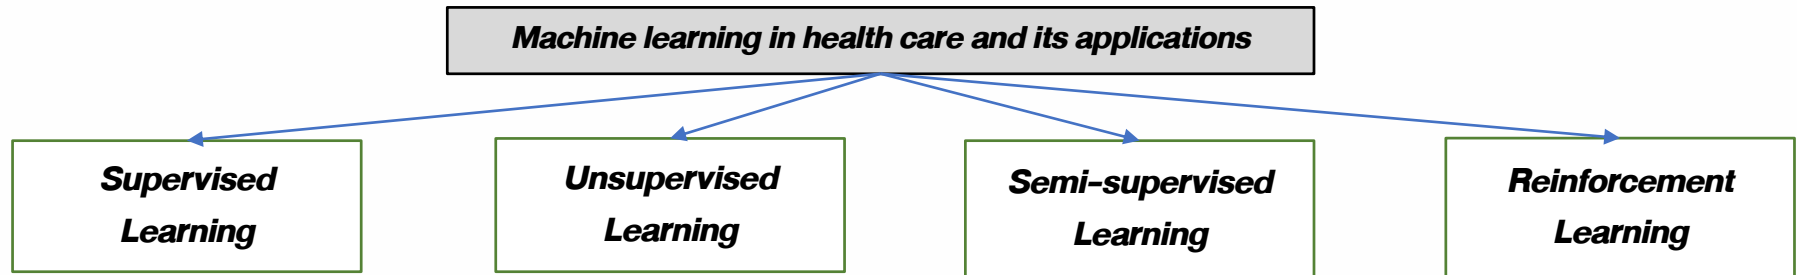 Machine learning in health care and its applications
Supervised
Learning
Unsupervised
Learning
Semi-supervised
Learning
Reinforcement
Learning